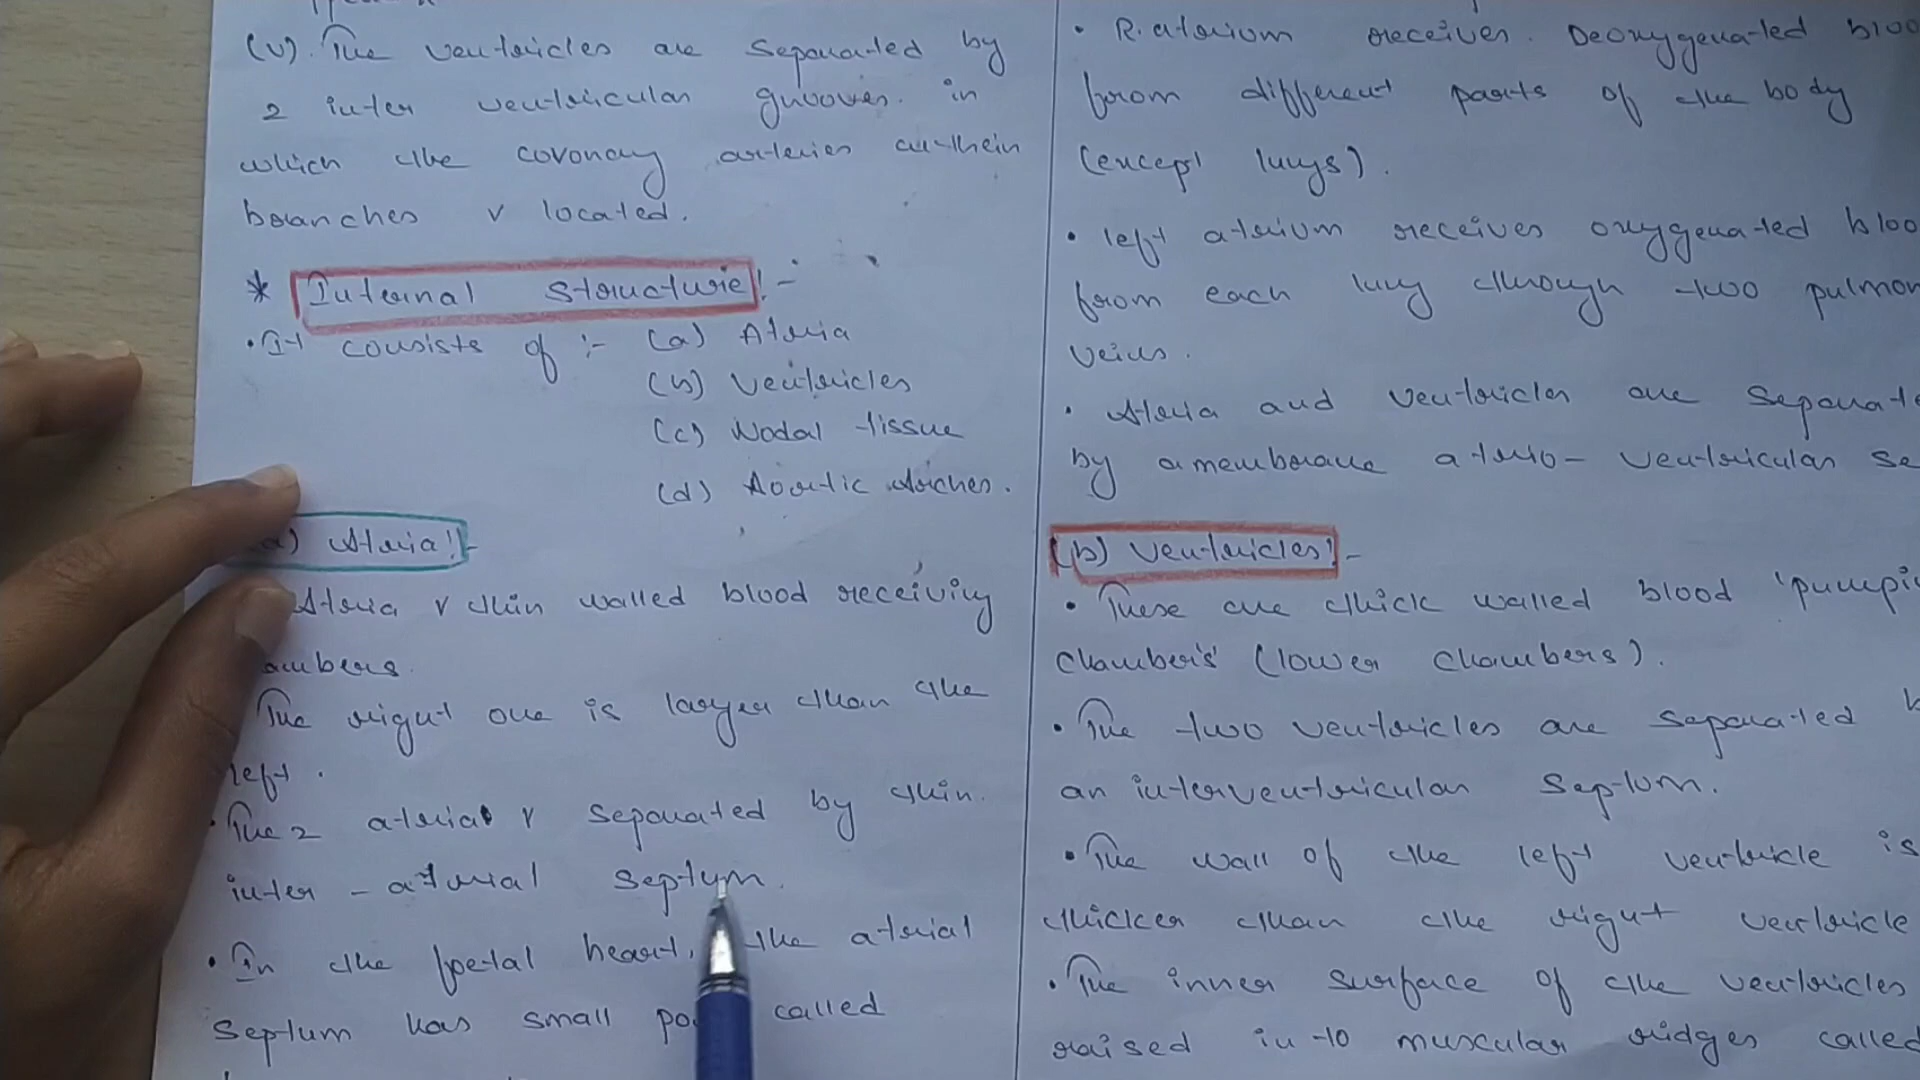 (v). The ventricles are separated by
2 inter ventricular grooves. in
which the coronay arteries
branches r located.
* Internal structure :-
• It consists of :- (a) Atria
(b) ventricles
(c) Nodal tissue
(d) Aortic Arches.
a) Atria :-
Atria r thin walled blood receiving
ambers.
The right one is larger than the
left.
• The 2 atria r separated by thin.
inter - atrial septum.
• In the foetal heart, the atrial
septum has small po called
• R. atrium receives. Deoxygenated bloo
from different parts of the body
(except lungs).
• left atrium receives oxygenated bloo
from each lung through two pulmon
veins.
• Atria and ventricles are separate
by a membrane atrio- ventricular se
(b) ventricles :-
• These are thick walled blood 'pumpi
chambers' (lower chambers).
• The two ventricles are separated b
an interventricular septum.
• The wall of the left ventricle is
thicker than the right ventricle
• The inner surface of the ventricles
raised in to muscular ridges called